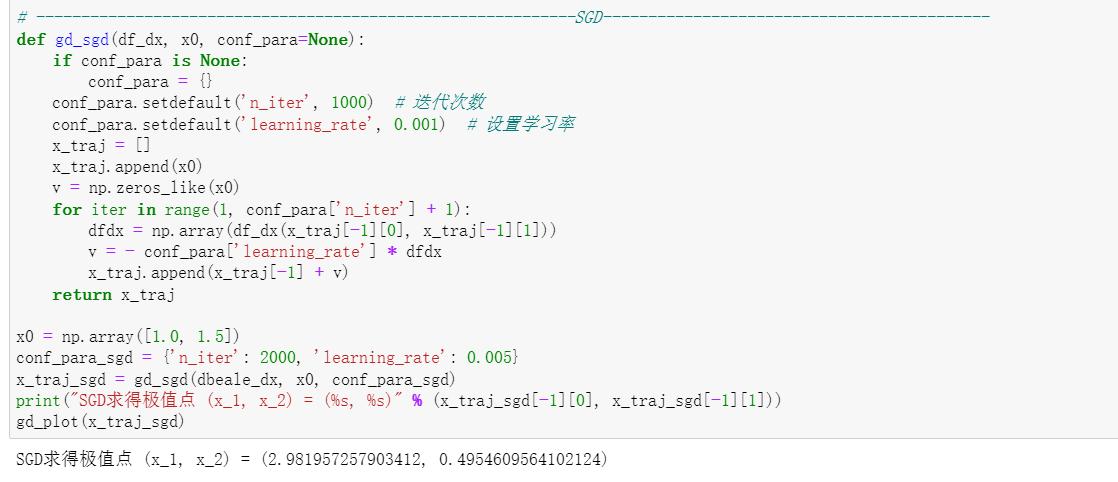 # ------------------------------------------------------------SGD-------------------------------------------
def gd_sgd(df_dx, x0, conf_para=None):
    if conf_para is None:
        conf_para = {}
    conf_para.setdefault('n_iter', 1000)  # 迭代次数
    conf_para.setdefault('learning_rate', 0.001)  # 设置学习率
    x_traj = []
    x_traj.append(x0)
    v = np.zeros_like(x0)
    for iter in range(1, conf_para['n_iter'] + 1):
        dfdx = np.array(df_dx(x_traj[-1][0], x_traj[-1][1]))
        v = - conf_para['learning_rate'] * dfdx
        x_traj.append(x_traj[-1] + v)
    return x_traj

x0 = np.array([1.0, 1.5])
conf_para_sgd = {'n_iter': 2000, 'learning_rate': 0.005}
x_traj_sgd = gd_sgd(dbeale_dx, x0, conf_para_sgd)
print("SGD求得极值点 (x_1, x_2) = (%s, %s)" % (x_traj_sgd[-1][0], x_traj_sgd[-1][1]))
gd_plot(x_traj_sgd)
SGD求得极值点 (x_1, x_2) = (2.981957257903412, 0.4954609564102124)